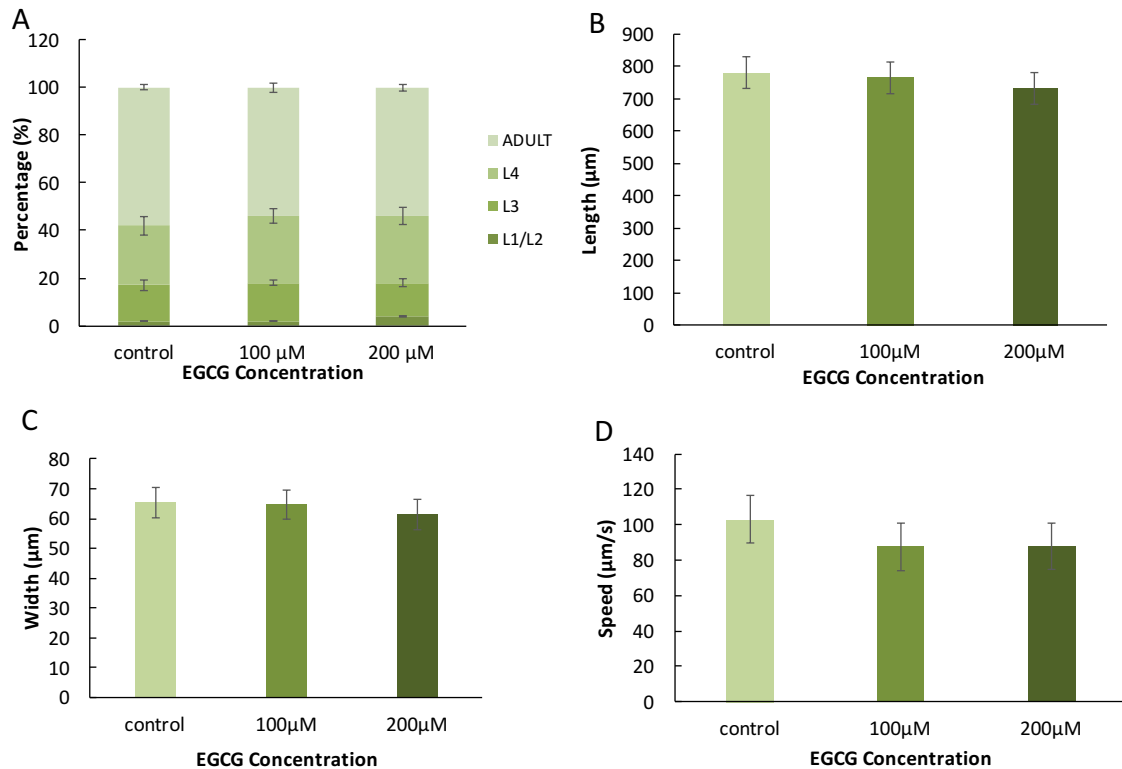 A
120
100
80
60
40
20
0
Percentage (%)
control 100 µM 200 µM
EGCG Concentration
ADULT
L4
L3
L1/L2
B
900
800
700
600
500
400
300
200
100
0
Length (µm)
control 100µM 200µM
EGCG Concentration
C
80
70
60
50
40
30
20
10
0
Width (µm)
control 100µM 200µM
EGCG Concentration
D
140
120
100
80
60
40
20
0
Speed (µm/s)
control 100µM 200µM
EGCG Concentration